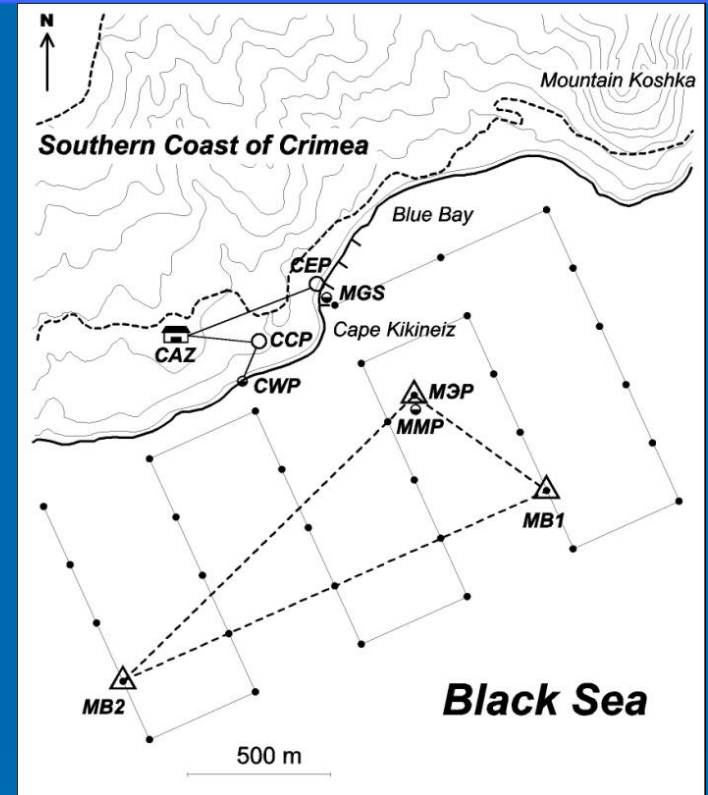 N
Mountain Koshka
Southern Coast of Crimea
Blue Bay
CEP
MGS
Cape Kikineiz
CCP
CAZ
CWP
МЭР
MMP
MB1
MB2
Black Sea
500 m